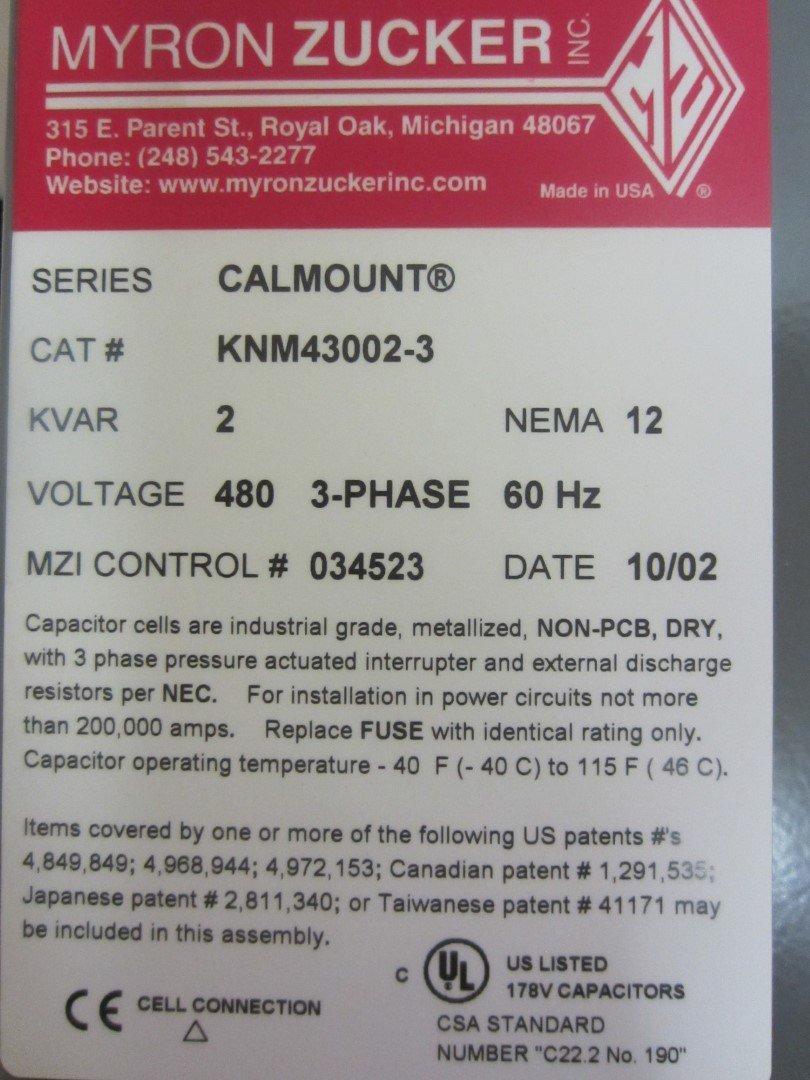 MYRON ZUCKER INC.
MZ
315 E. Parent St., Royal Oak, Michigan 48067
Phone: (248) 543-2277
Website: www.myronzuckerinc.com
Made in USA ®
SERIES CALMOUNT®
CAT # KNM43002-3
KVAR 2 NEMA 12
VOLTAGE 480 3-PHASE 60 Hz
MZI CONTROL # 034523 DATE 10/02
Capacitor cells are industrial grade, metallized, NON-PCB, DRY,
with 3 phase pressure actuated interrupter and external discharge
resistors per NEC. For installation in power circuits not more
than 200,000 amps. Replace FUSE with identical rating only.
Capacitor operating temperature - 40 F (- 40 C) to 115 F ( 46 C).
Items covered by one or more of the following US patents #'s
4,849,849; 4,968,944; 4,972,153; Canadian patent # 1,291,535;
Japanese patent # 2,811,340; or Taiwanese patent # 41171 may
be included in this assembly.
CE CELL CONNECTION △
C UL US LISTED
178V CAPACITORS
CSA STANDARD
NUMBER "C22.2 No. 190"